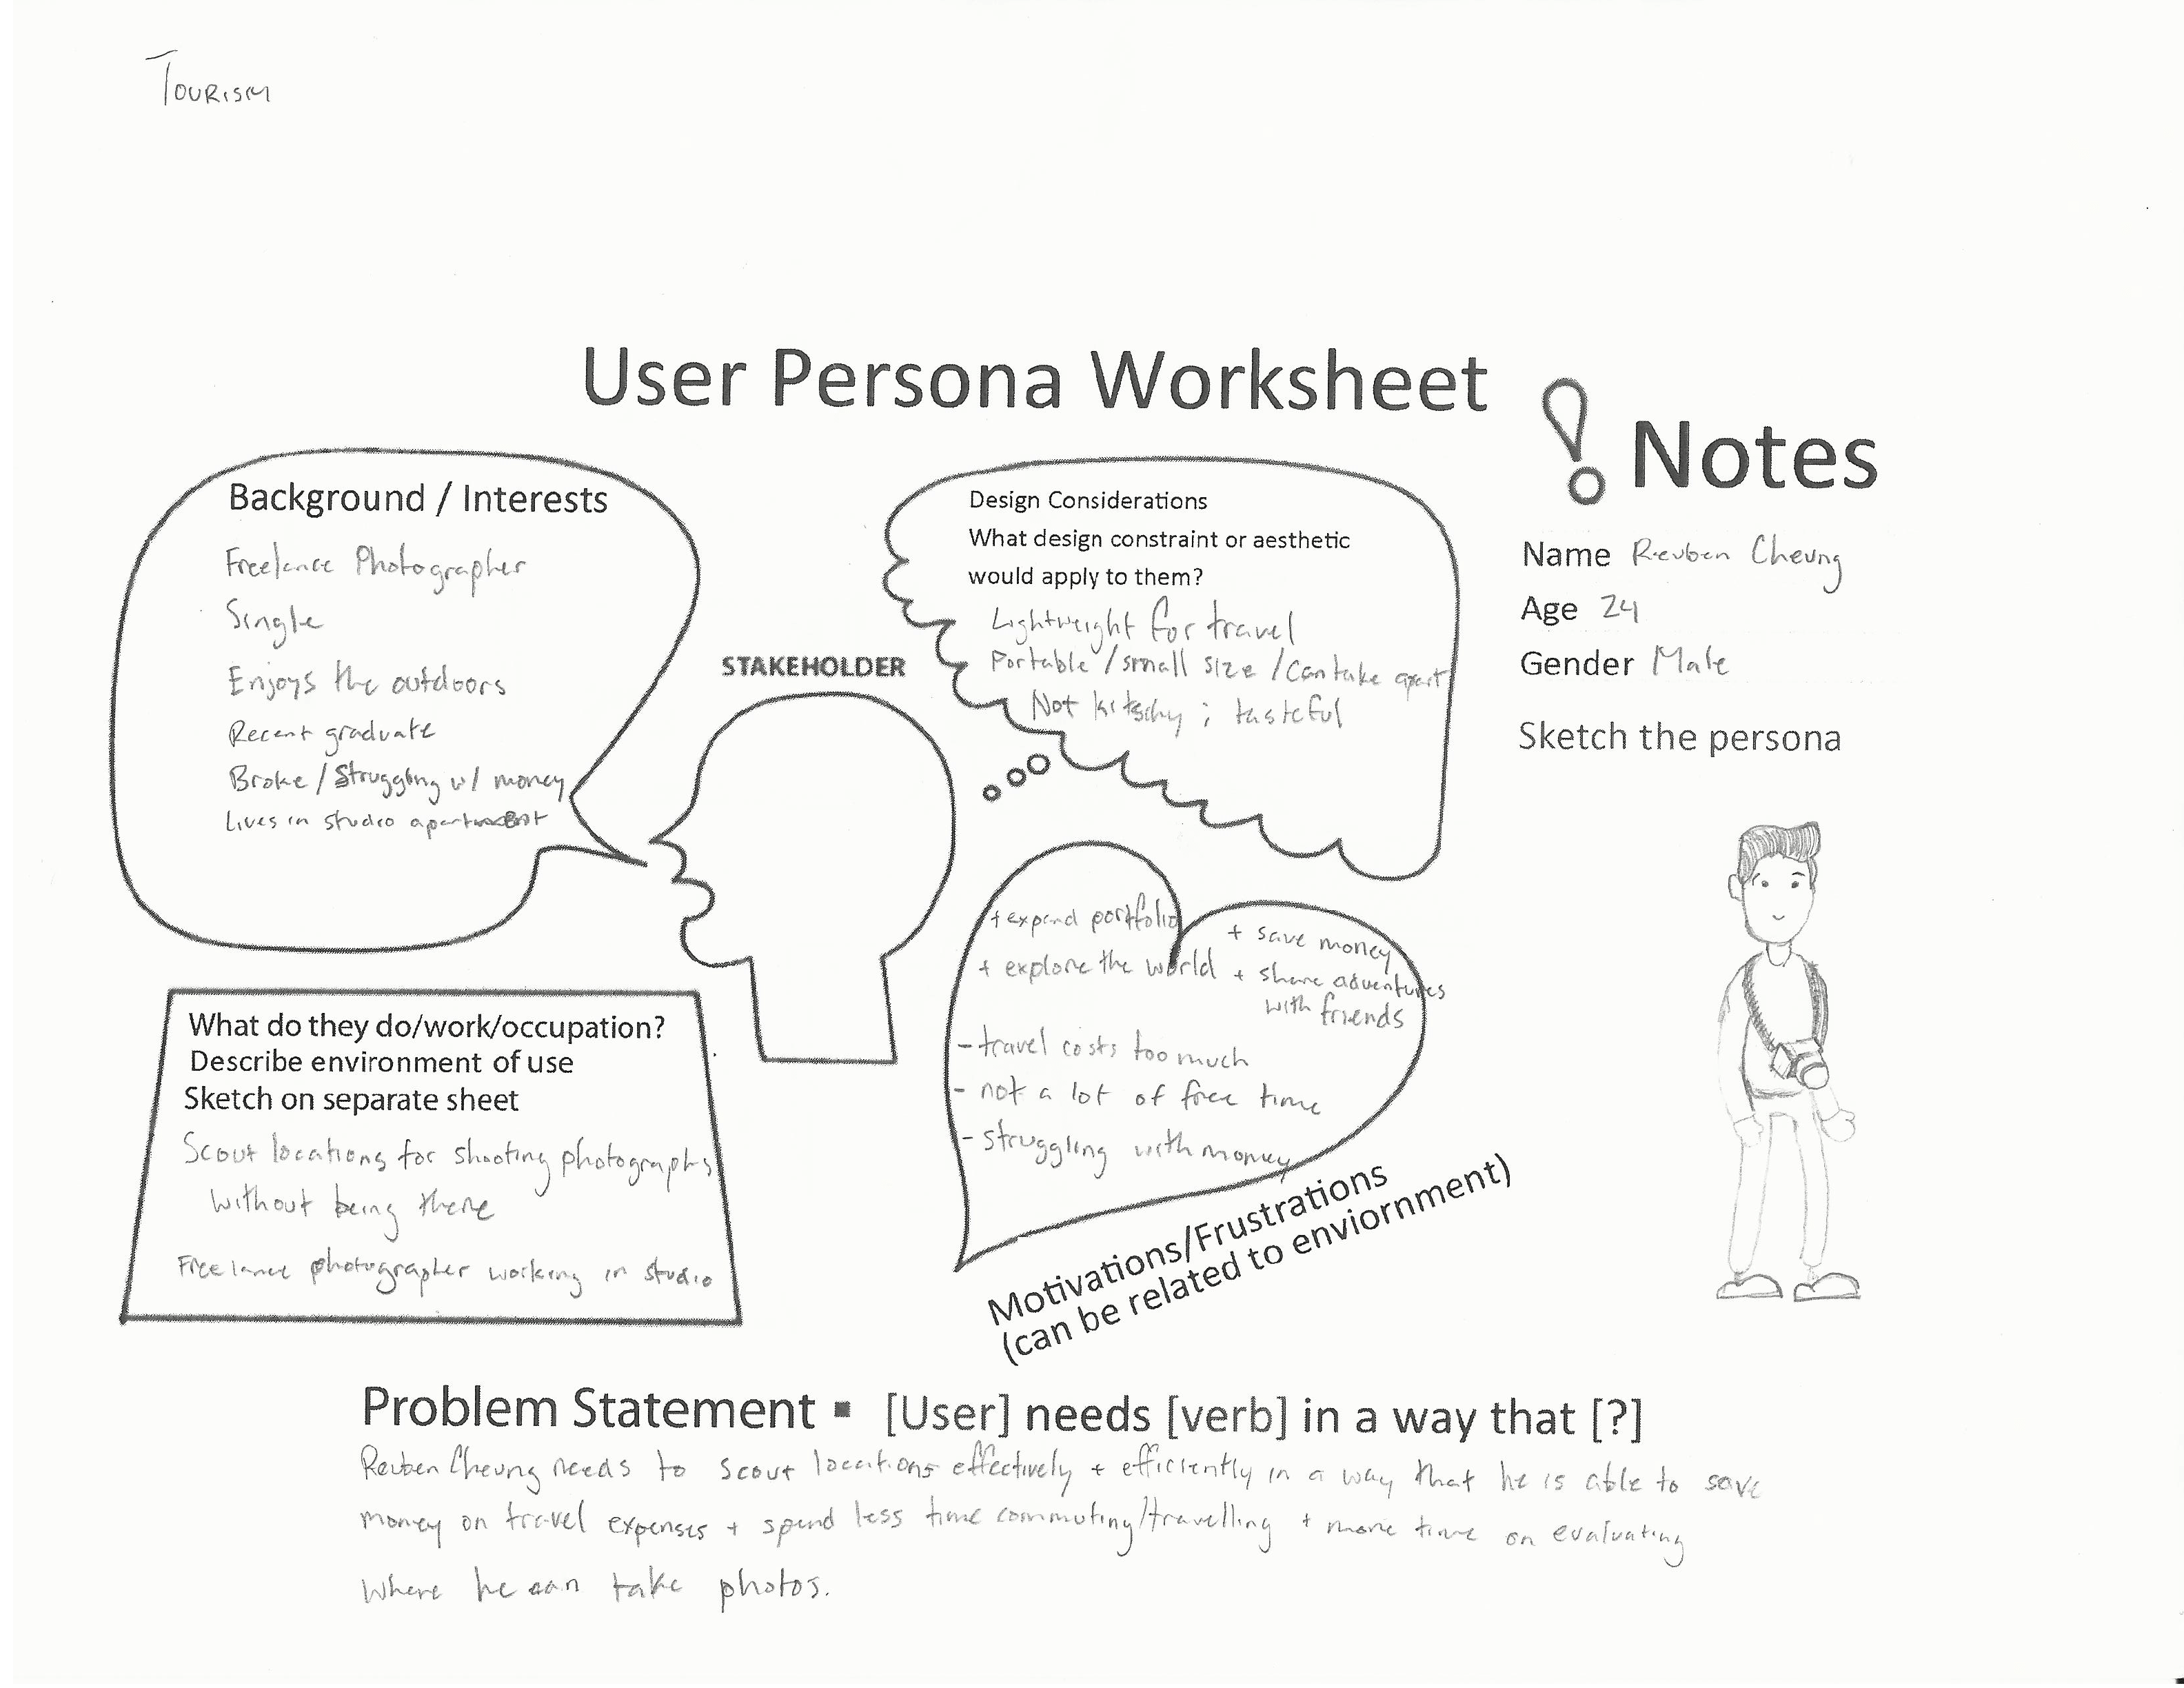 TOURISM
User Persona Worksheet
! Notes
Background / Interests
Freelance Photographer
Single
Enjoys the outdoors
Recent graduate
Broke / Struggling w/ money
Lives in studio apartment
STAKEHOLDER
Design Considerations
What design constraint or aesthetic
would apply to them?
Lightweight for travel
Portable / small size / can take apart
Not kitschy ; tasteful
Name Reuben Cheung
Age 24
Gender Male
Sketch the persona
What do they do/work/occupation?
Describe environment of use
Sketch on separate sheet
Scout locations for shooting photographs
without being there
Freelance photographer working in studio
+ expand portfolio
+ explore the world
+ save money
+ share adventures
with friends
- travel costs too much
- not a lot of free time
- struggling with money
Motivations/Frustrations
(can be related to enviornment)
Problem Statement ▪ [User] needs [verb] in a way that [?]
Reuben Cheung needs to scout locations effectively + efficiently in a way that he is able to save
money on travel expenses + spend less time commuting/travelling + more time on evaluating
where he can take photos.